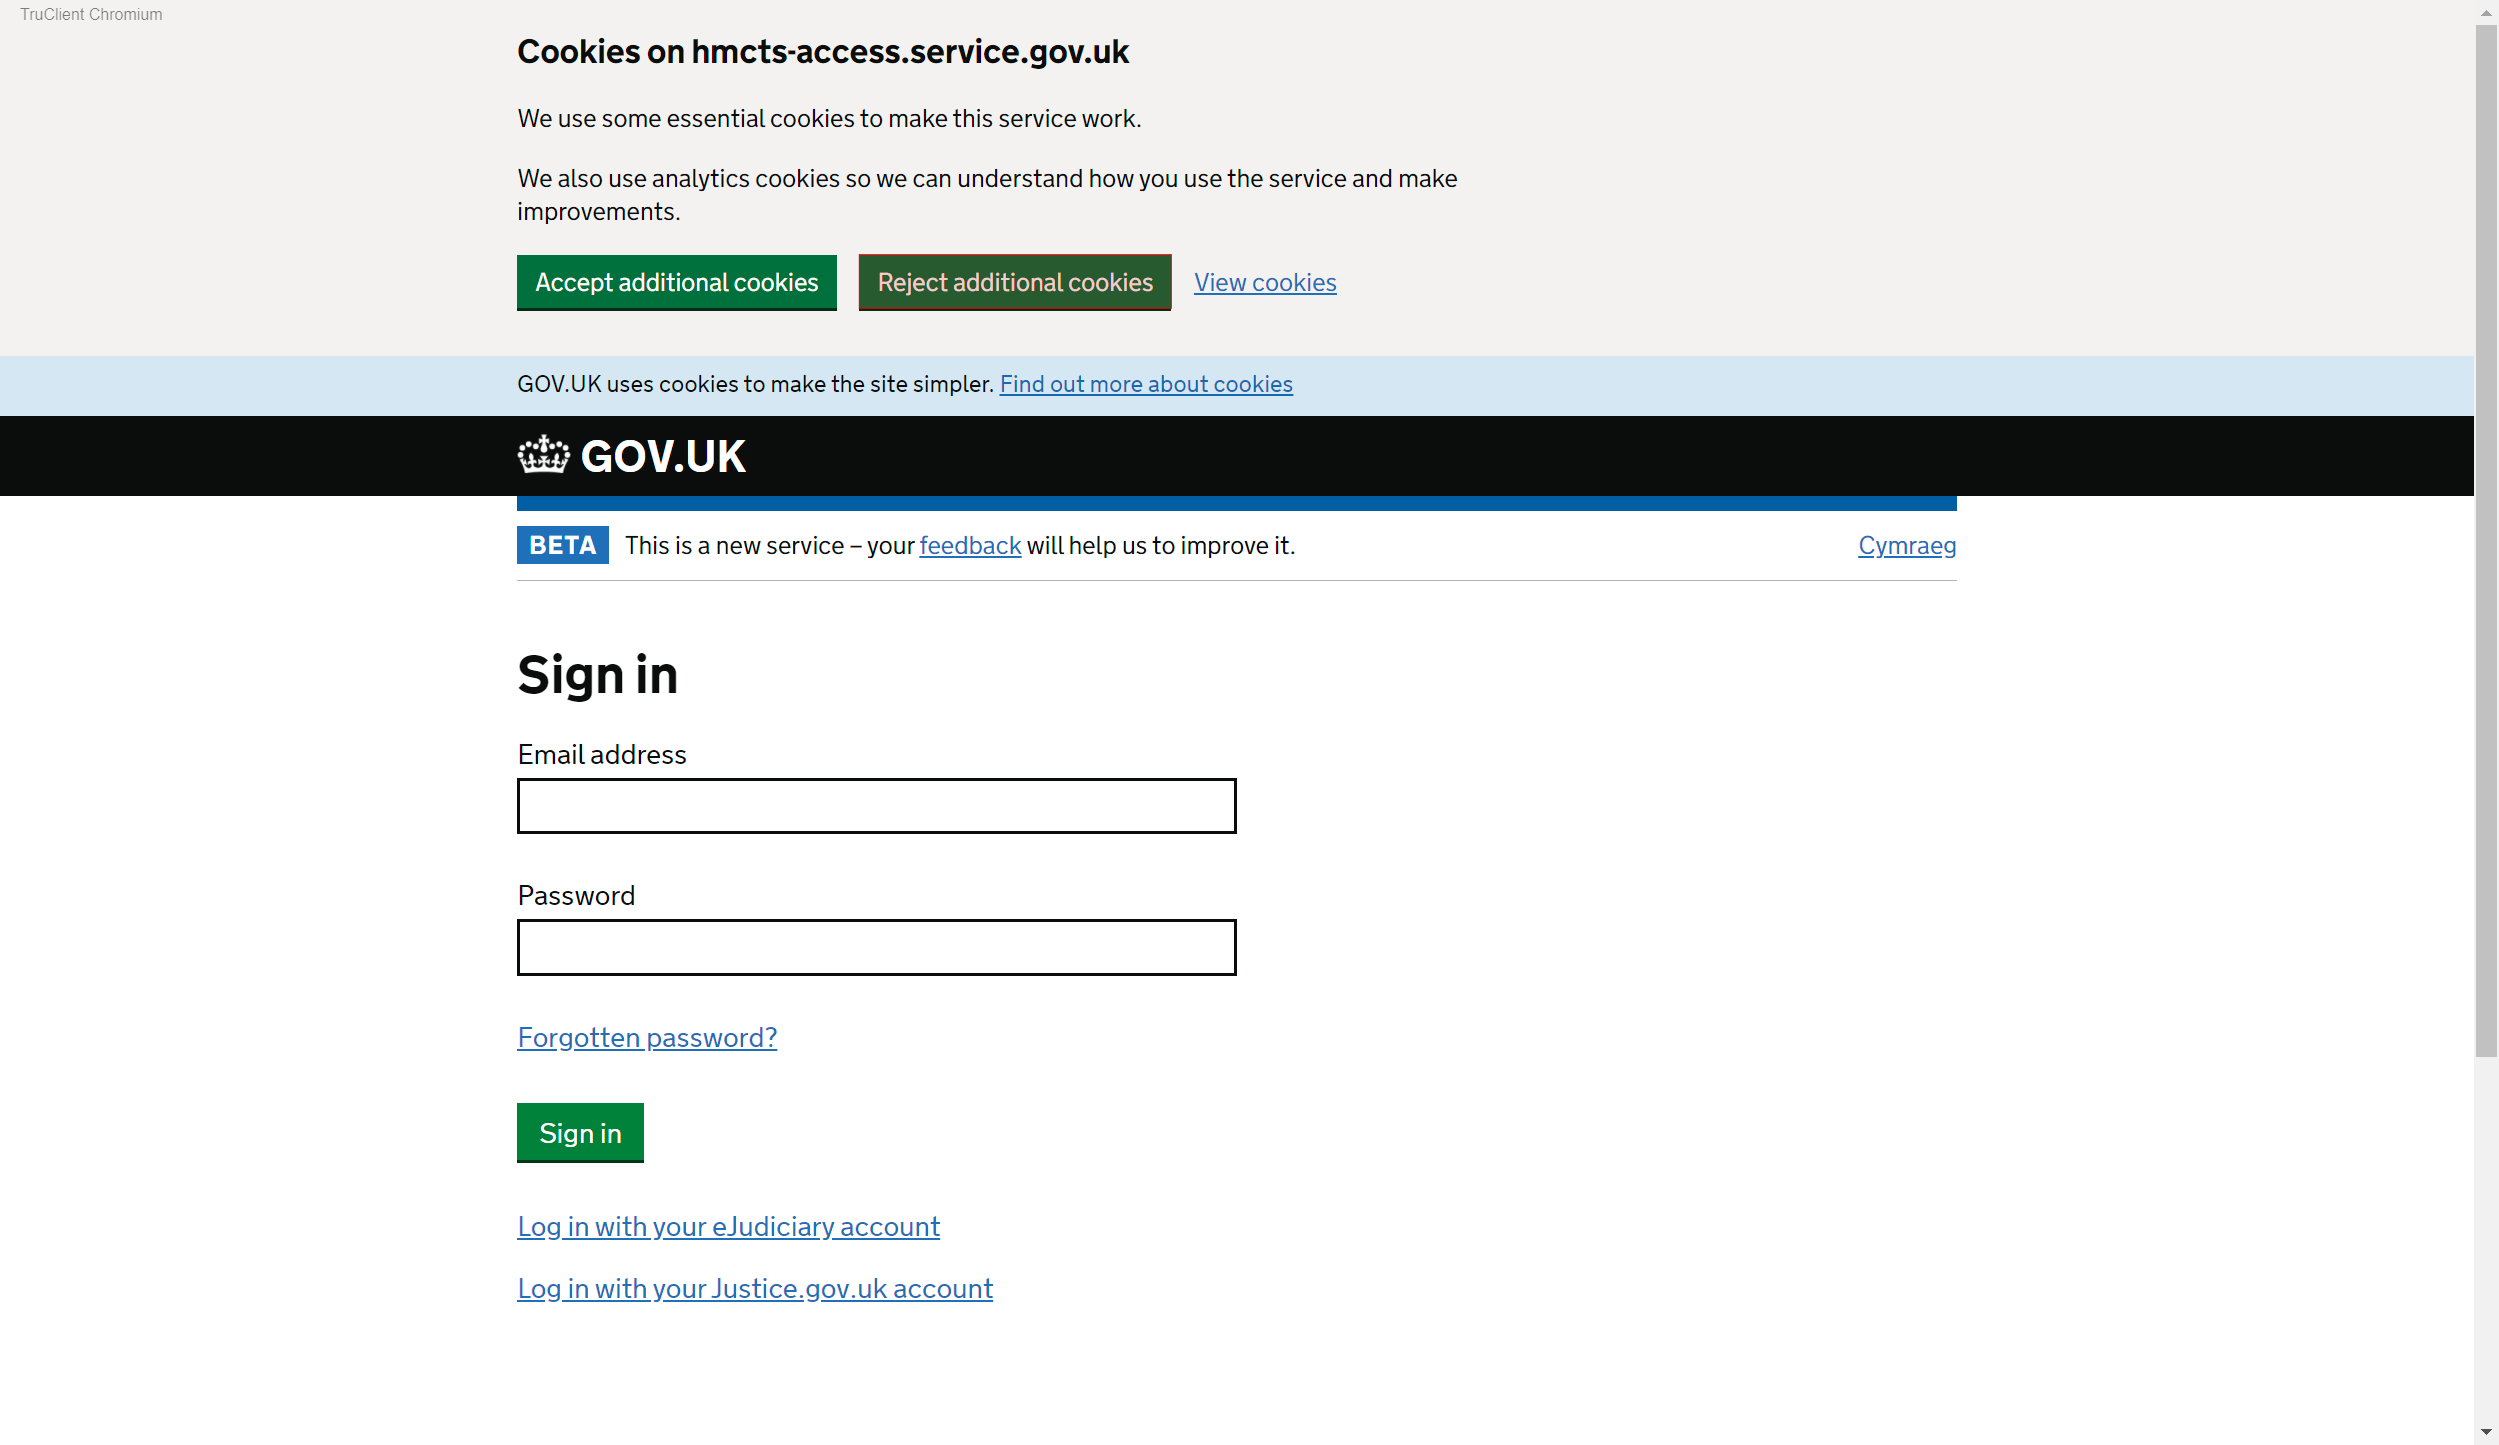 TruClient Chromium
Cookies on hmcts-access.service.gov.uk
We use some essential cookies to make this service work.
We also use analytics cookies so we can understand how you use the service and make
improvements.
Accept additional cookies Reject additional cookies View cookies
GOV.UK uses cookies to make the site simpler. Find out more about cookies
GOV.UK
BETA This is a new service – your feedback will help us to improve it. Cymraeg
Sign in
Email address
Password
Forgotten password?
Sign in
Log in with your eJudiciary account
Log in with your Justice.gov.uk account